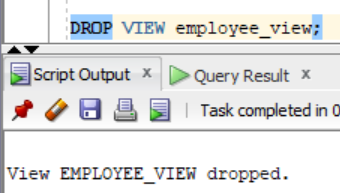 DROP VIEW employee_view;
Script Output x
Query Result x
Task completed in 0
View EMPLOYEE_VIEW dropped.